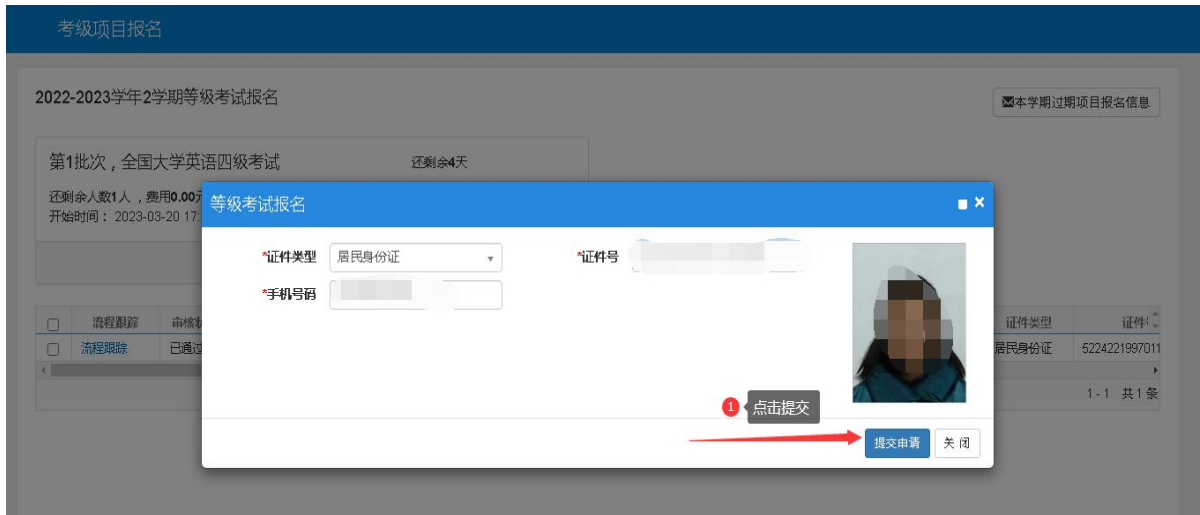 考级项目报名
2022-2023学年2学期等级考试报名
本学期过期项目报名信息
第1批次，全国大学英语四级考试
还剩余4天
还剩余人数1人，费用0.00元
开始时间：2023-03-20 17:
等级考试报名
*证件类型 居民身份证
*证件号
*手机号码
流程跟踪 审核状 证件类型 证件
流程跟踪 已通过 居民身份证 5224221997011
1 - 1 共1条
1 点击提交
提交申请 关闭